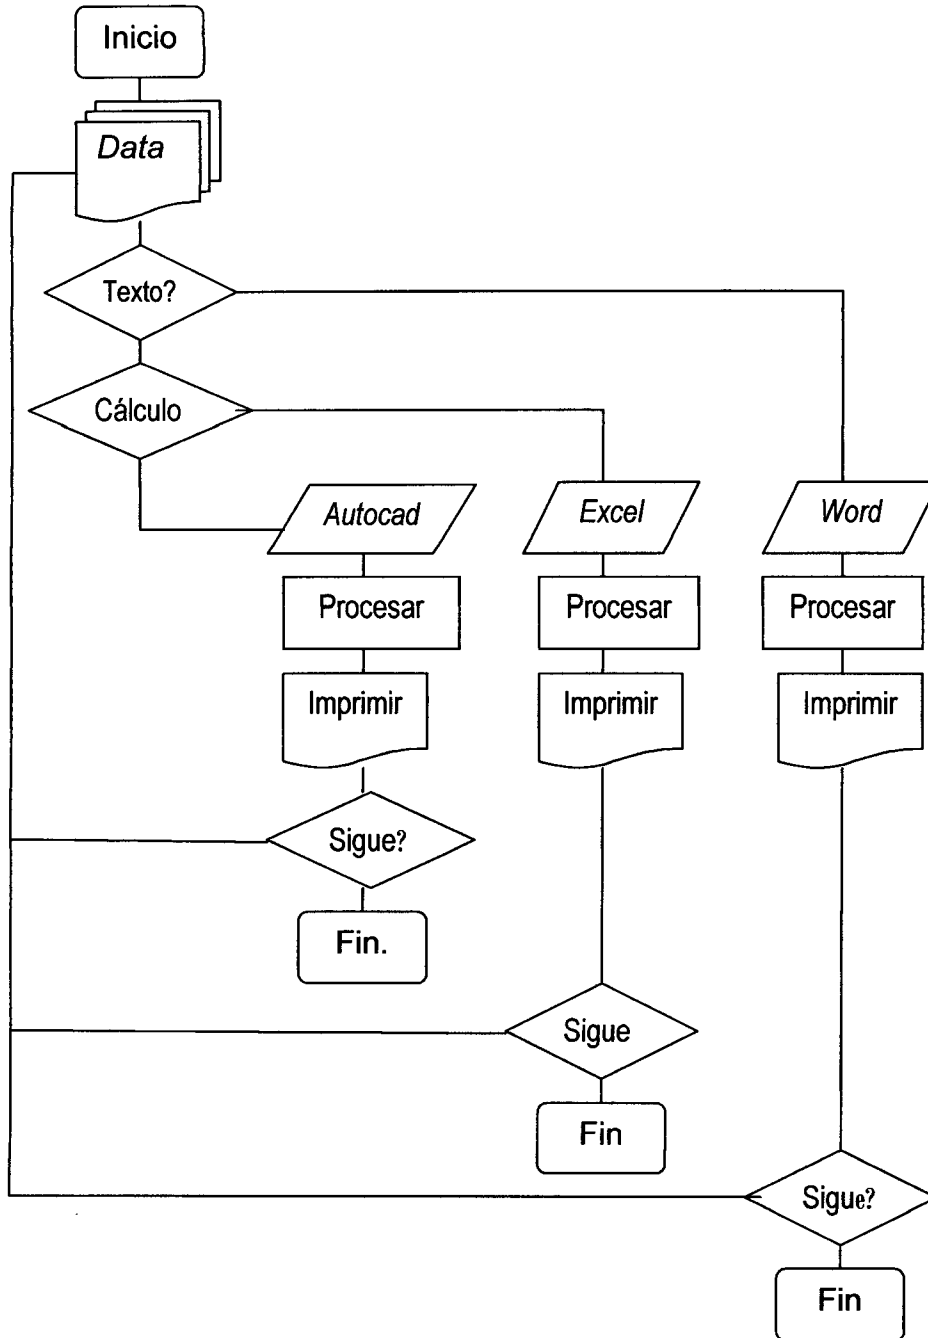 Inicio
Data
Texto?
Cálculo
Autocad
Excel
Word
Procesar
Procesar
Procesar
Imprimir
Imprimir
Imprimir
Sigue?
Fin.
Sigue
Fin
Sigue?
Fin